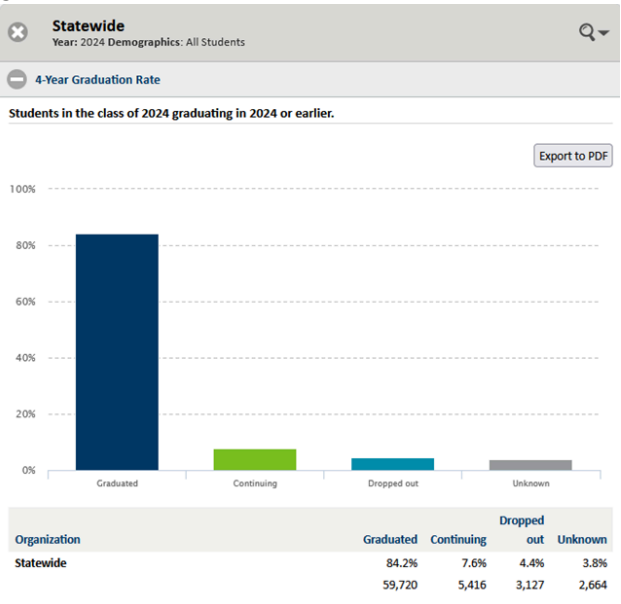 Statewide
Year: 2024 Demographics: All Students
4-Year Graduation Rate
Students in the class of 2024 graduating in 2024 or earlier.
Export to PDF
100%
80%
60%
40%
20%
0%
Graduated Continuing Dropped out Unknown
Dropped
Organization Graduated Continuing out Unknown
Statewide 84.2% 7.6% 4.4% 3.8%
59,720 5,416 3,127 2,664